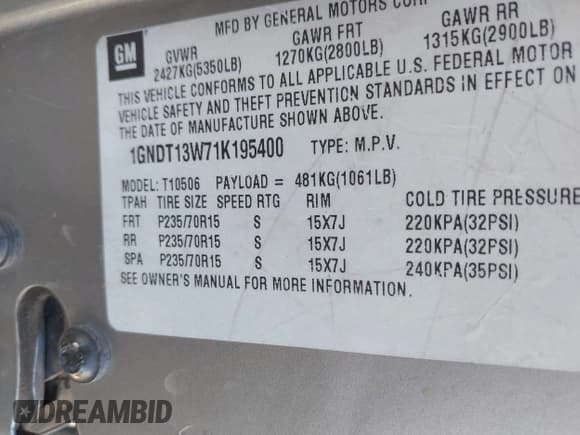 MFD BY GENERAL MOTORS CORP
GM
GVWR GAWR FRT GAWR RR
2427KG(5350LB) 1270KG(2800LB) 1315KG(2900LB)
THIS VEHICLE CONFORMS TO ALL APPLICABLE U.S. FEDERAL MOTOR
VEHICLE SAFETY AND THEFT PREVENTION STANDARDS IN EFFECT ON
THE DATE OF MANUFACTURE SHOWN ABOVE.
1GNDT13W71K195400 TYPE: M.P.V.
MODEL: T10506 PAYLOAD = 481KG(1061LB)
TPAH TIRE SIZE SPEED RTG RIM COLD TIRE PRESSURE
FRT P235/70R15 S 15X7J 220KPA(32PSI)
RR P235/70R15 S 15X7J 220KPA(32PSI)
SPA P235/70R15 S 15X7J 240KPA(35PSI)
SEE OWNER'S MANUAL FOR MORE INFORMATION.
DREAMBID